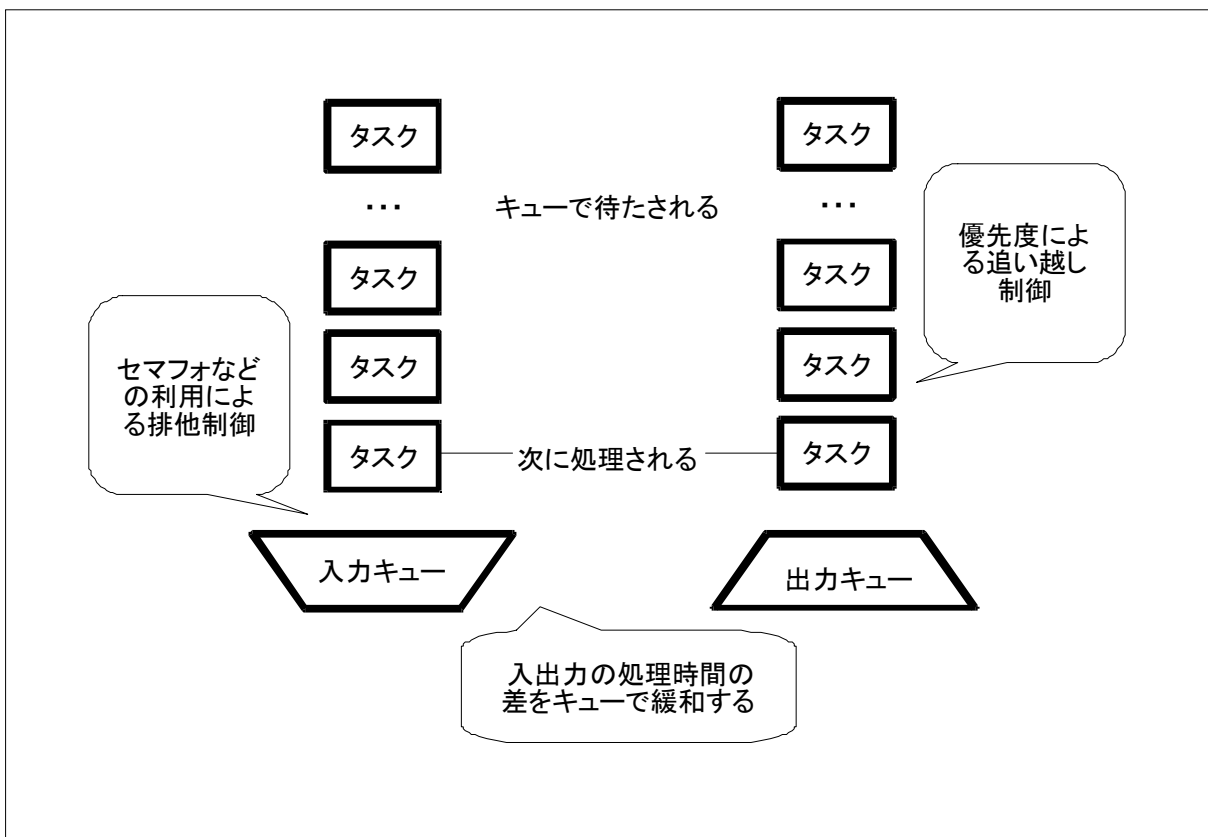 タスク
タスク
・・・
キューで待たされる
・・・
優先度によ
る追い越し
制御
タスク
タスク
セマフォなど
の利用によ
る排他制御
タスク
タスク
タスク
次に処理される
タスク
入力キュー
出力キュー
入出力の処理時間の
差をキューで緩和する